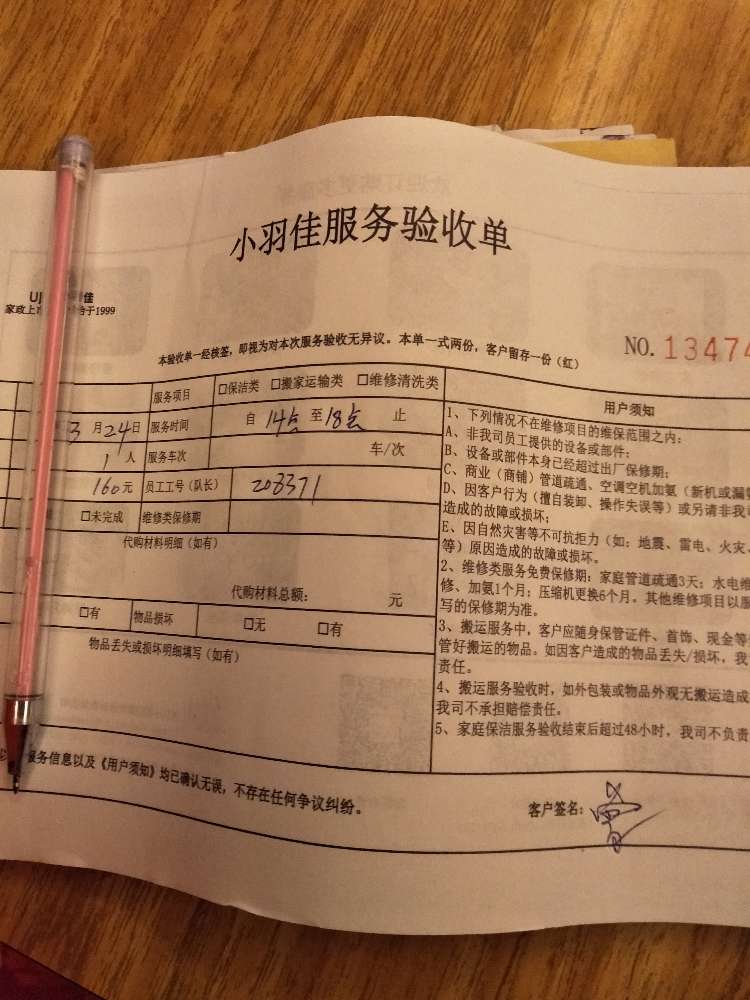 小羽佳服务验收单
佳
家政上 于1999
本验收单一经核签，即视为对本次服务验收无异议。本单一式两份，客户留存一份（红）
NO. 13474
服务项目 □保洁类 □搬家运输类 □维修清洗类
3 月 24 日 服务时间 自 14点 至 18点 止
1 人 服务车次 车/次
160 元 员工工号（队长） 203371
□未完成 维修类保修期
代购材料明细（如有）
代购材料总额： 元
□有 物品损坏 □无 □有
物品丢失或损坏明细填写（如有）
用户须知
1、下列情况不在维修项目的维保范围之内：
A、非我司员工提供的设备或部件；
B、设备或部件本身已经超过出厂保修期；
C、商业（商铺）管道疏通、空调空机加氨（新机或漏
D、因客户行为（擅自装卸、操作失误等）或另请非我司
造成的故障或损坏；
E、因自然灾害等不可抗拒力（如：地震、雷电、火灾、
等）原因造成的故障或损坏。
2、维修类服务免费保修期：家庭管道疏通3天；水电维
修、加氨1个月；压缩机更换6个月。其他维修项目以服
写的保修期为准。
3、搬运服务中，客户应随身保管证件、首饰、现金等
管好搬运的物品。如因客户造成的物品丢失/损坏，我
责任。
4、搬运服务验收时，如外包装或物品外观无搬运造成
我司不承担赔偿责任。
5、家庭保洁服务验收结束后超过48小时，我司不负责
服务信息以及《用户须知》均已确认无误，不存在任何争议纠纷。
客户签名：